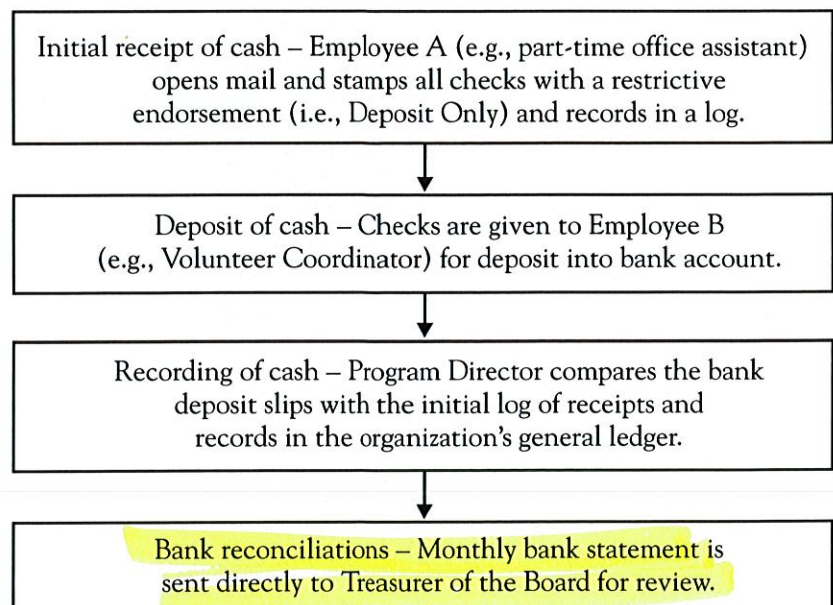 Initial receipt of cash – Employee A (e.g., part-time office assistant)
opens mail and stamps all checks with a restrictive
endorsement (i.e., Deposit Only) and records in a log.
Deposit of cash – Checks are given to Employee B
(e.g., Volunteer Coordinator) for deposit into bank account.
Recording of cash – Program Director compares the bank
deposit slips with the initial log of receipts and
records in the organization's general ledger.
Bank reconciliations – Monthly bank statement is
sent directly to Treasurer of the Board for review.